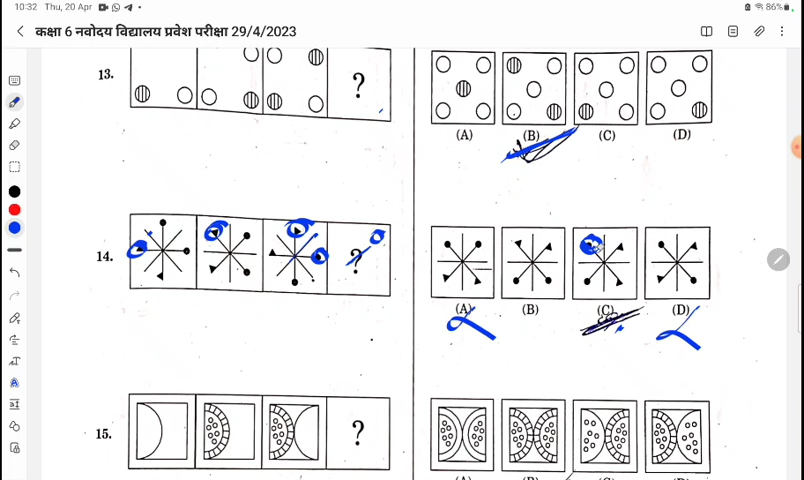 10:32 Thu, 20 Apr
86%
कक्षा 6 नवोदय विद्यालय प्रवेश परीक्षा 29/4/2023
13.
?
(A) (B) (C) (D)
14.
?
(A) (B) (C) (D)
15.
?